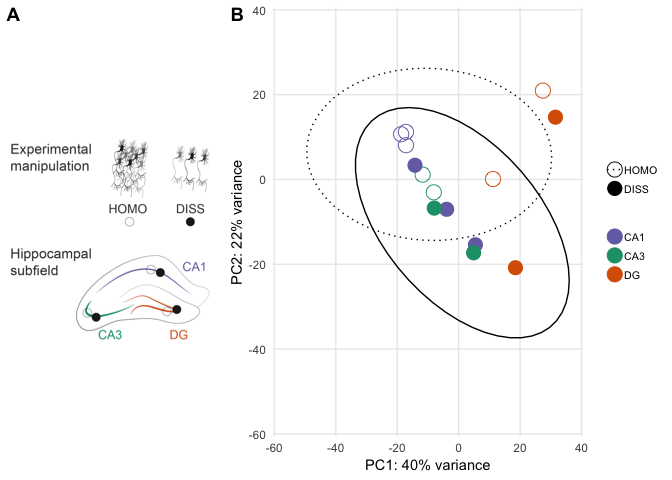 A
Experimental
manipulation
HOMO
DISS
Hippocampal
subfield
CA1
CA3
DG
B
PC2: 22% variance
40
20
0
-20
-40
-60
-60
-40
-20
0
20
40
PC1: 40% variance
HOMO
DISS
CA1
CA3
DG